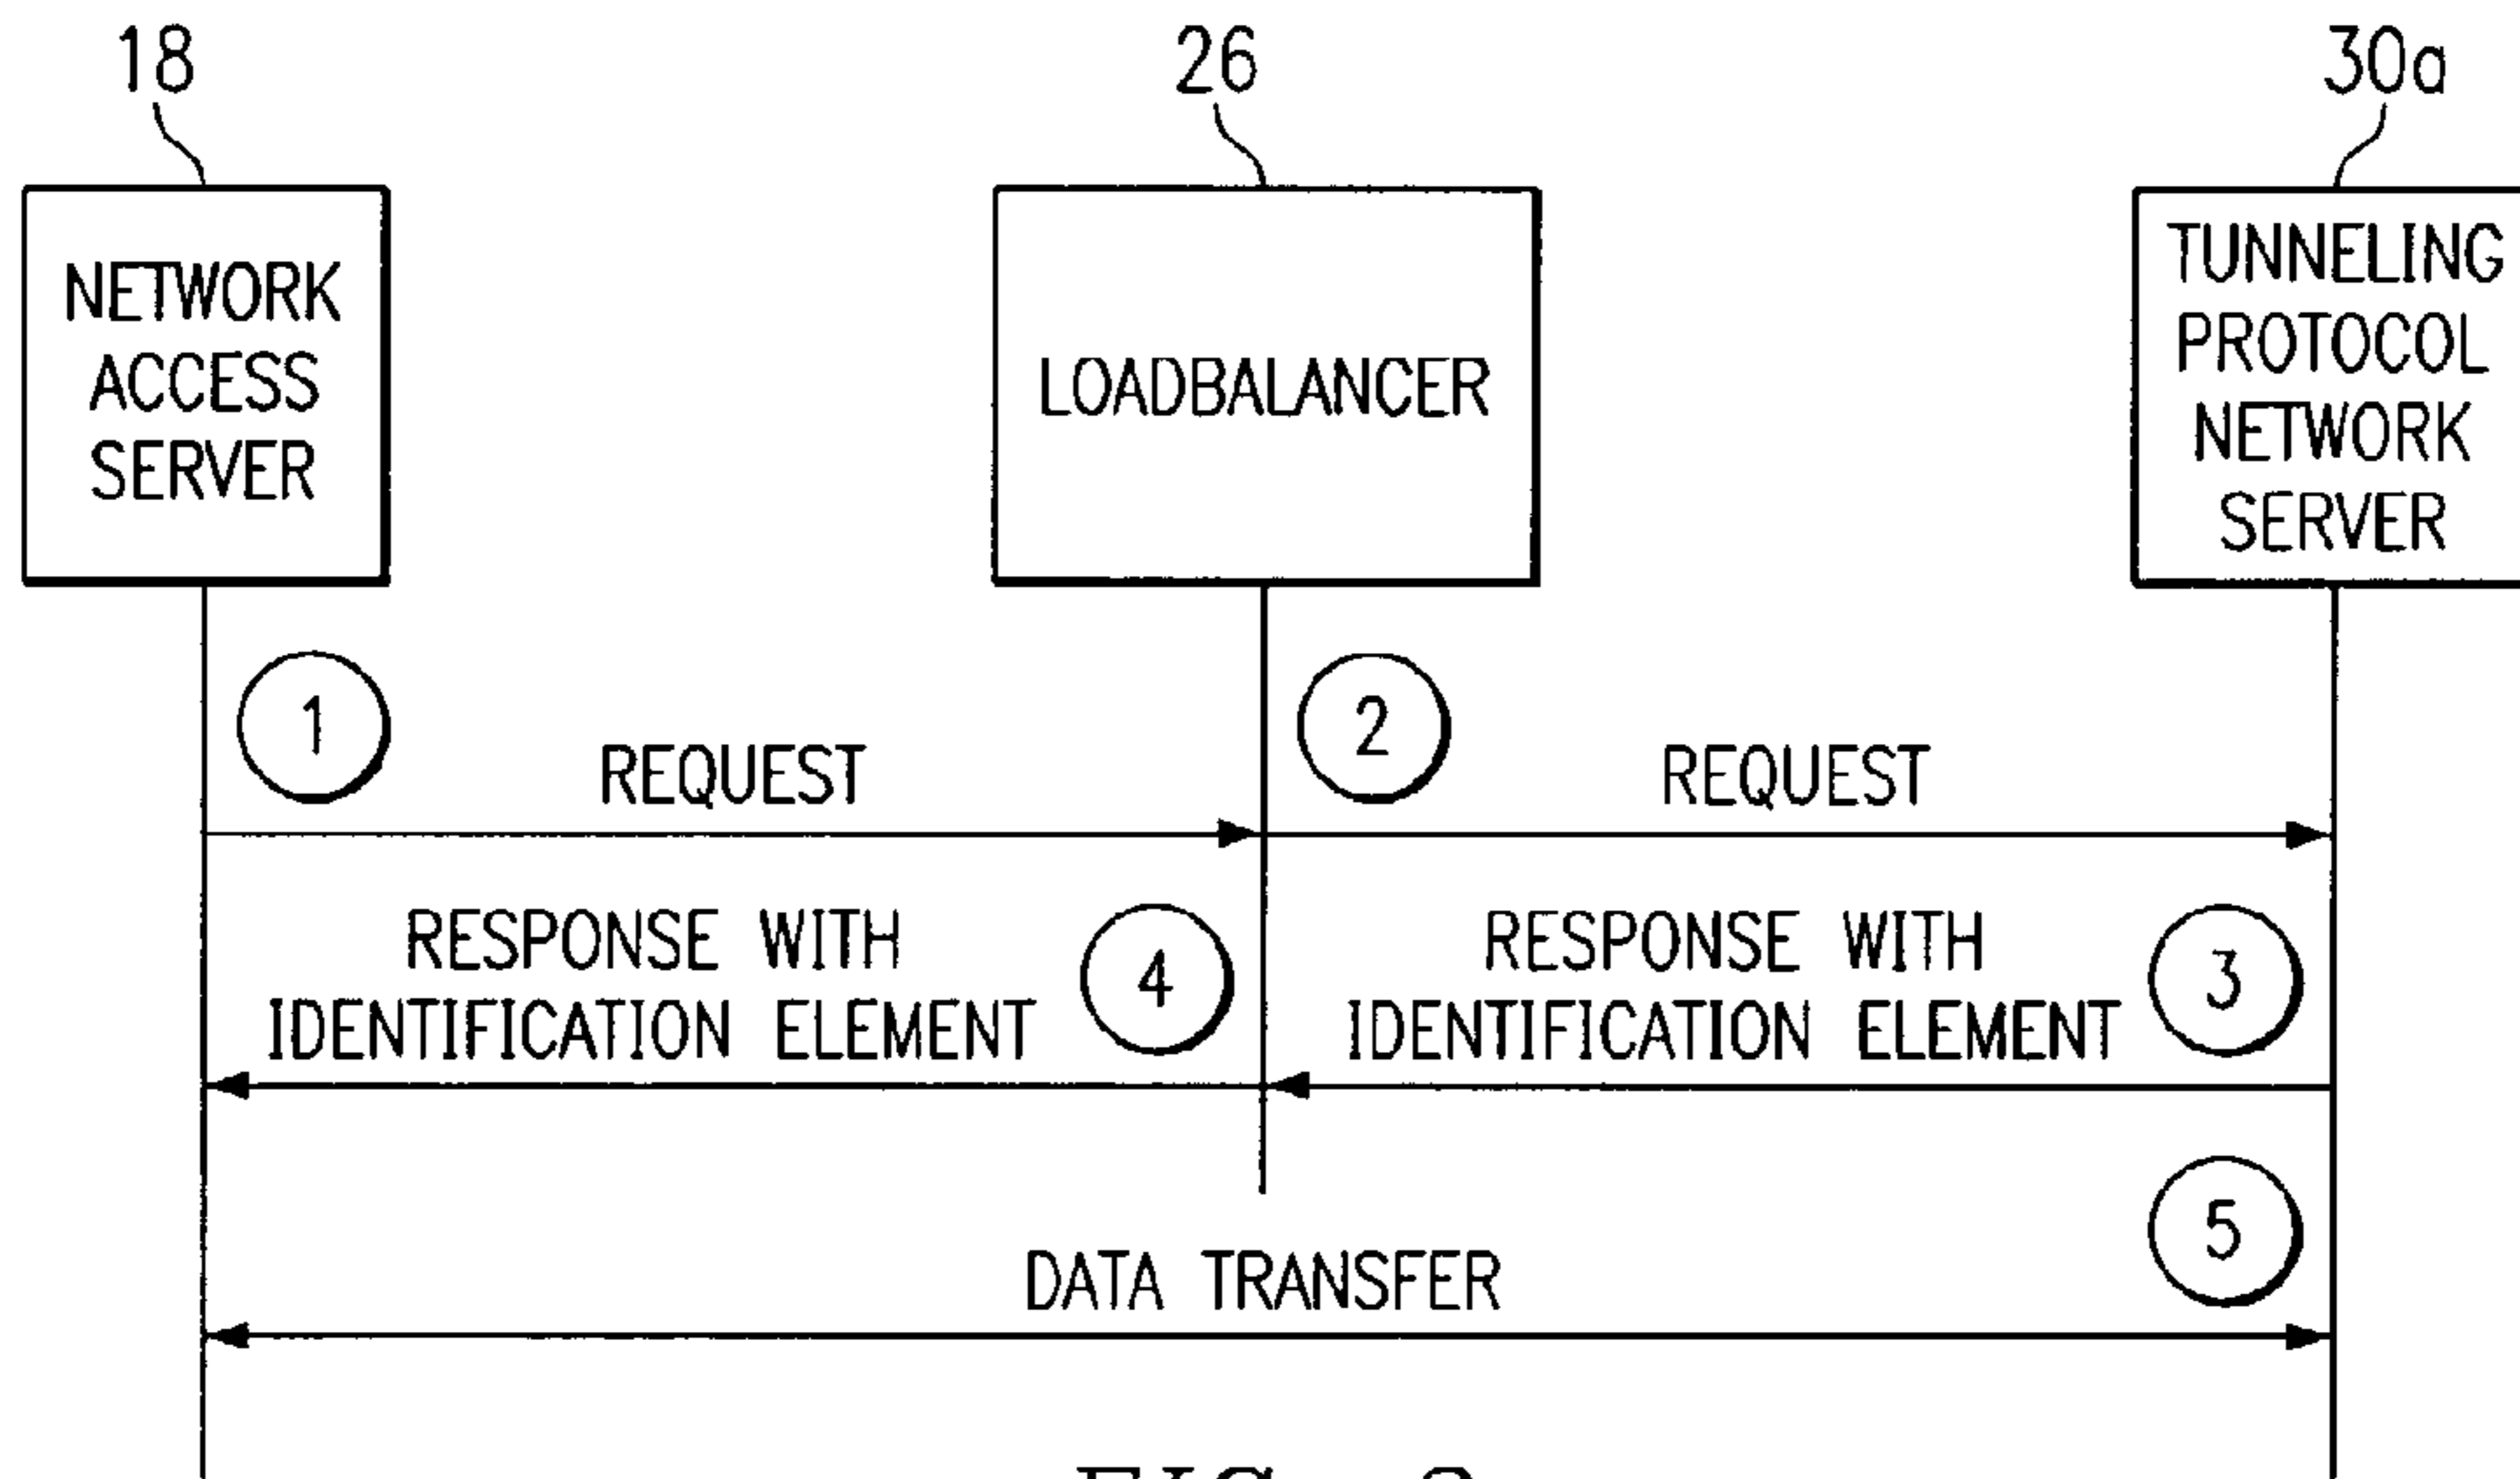 18
26
30a
NETWORK
ACCESS
SERVER
LOADBALANCER
TUNNELING
PROTOCOL
NETWORK
SERVER
1
REQUEST
2
REQUEST
RESPONSE WITH
IDENTIFICATION ELEMENT
4
RESPONSE WITH
IDENTIFICATION ELEMENT
3
5
DATA TRANSFER